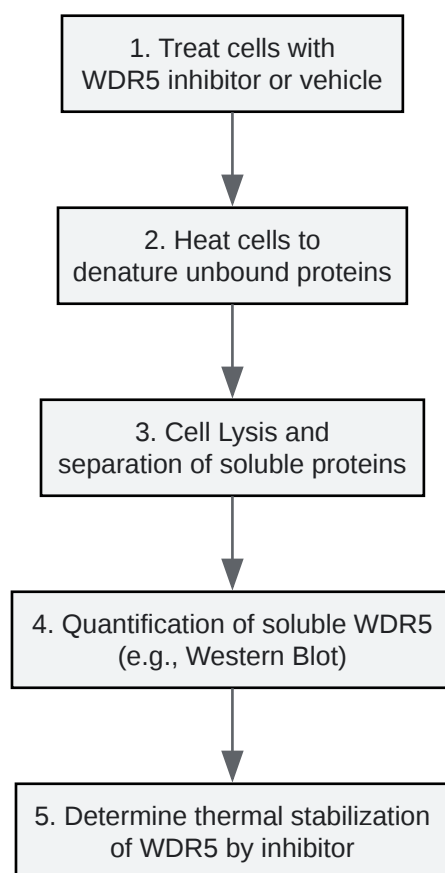 1. Treat cells with
WDR5 inhibitor or vehicle
2. Heat cells to
denature unbound proteins
3. Cell Lysis and
separation of soluble proteins
4. Quantification of soluble WDR5
(e.g., Western Blot)
5. Determine thermal stabilization
of WDR5 by inhibitor